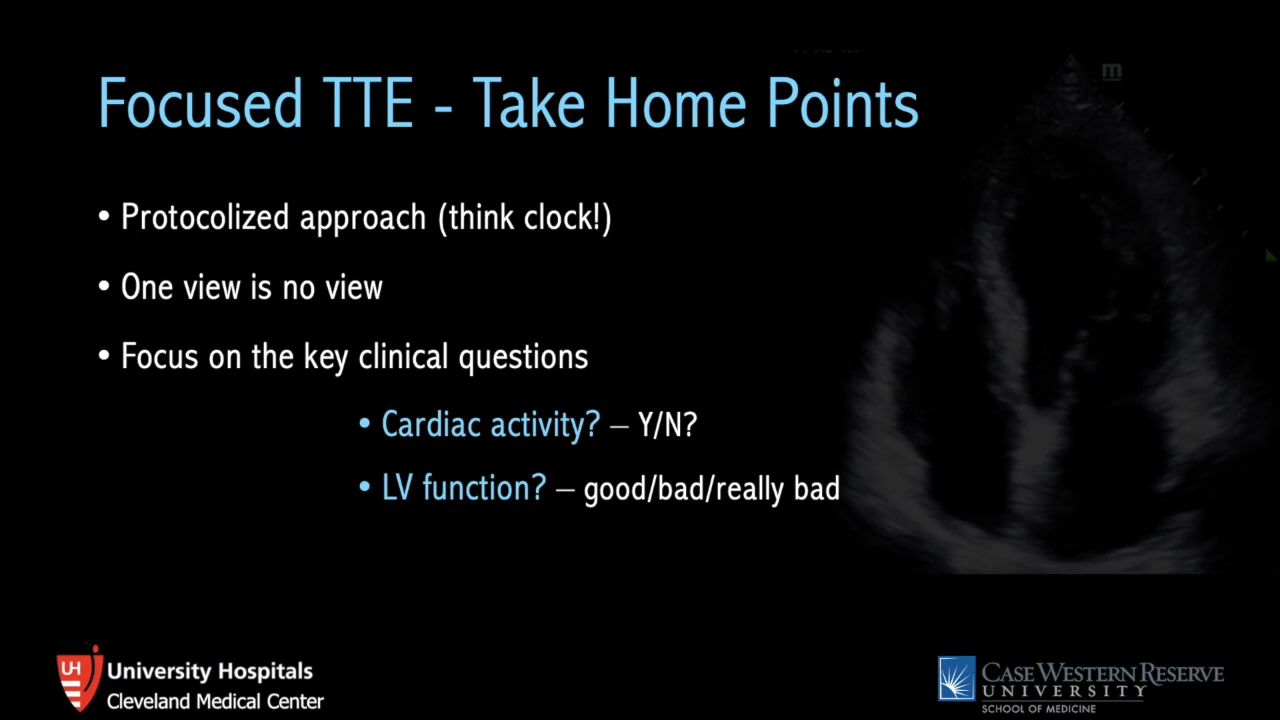 Focused TTE - Take Home Points
m
• Protocolized approach (think clock!)
• One view is no view
• Focus on the key clinical questions
• Cardiac activity? – Y/N?
• LV function? – good/bad/really bad
UH
University Hospitals
Cleveland Medical Center
CASE WESTERN RESERVE
UNIVERSITY
SCHOOL OF MEDICINE